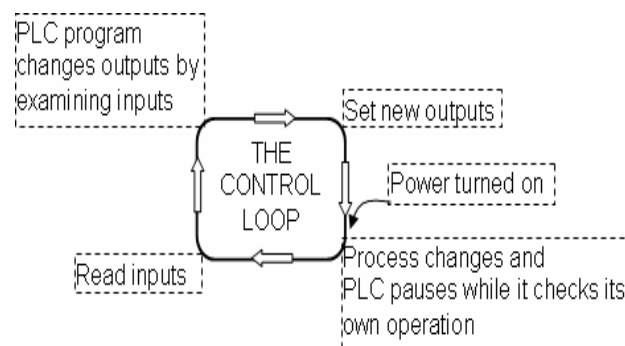 PLC program
changes outputs by
examining inputs
Set new outputs
THE
CONTROL
LOOP
Power turned on
Read inputs
Process changes and
PLC pauses while it checks its
own operation